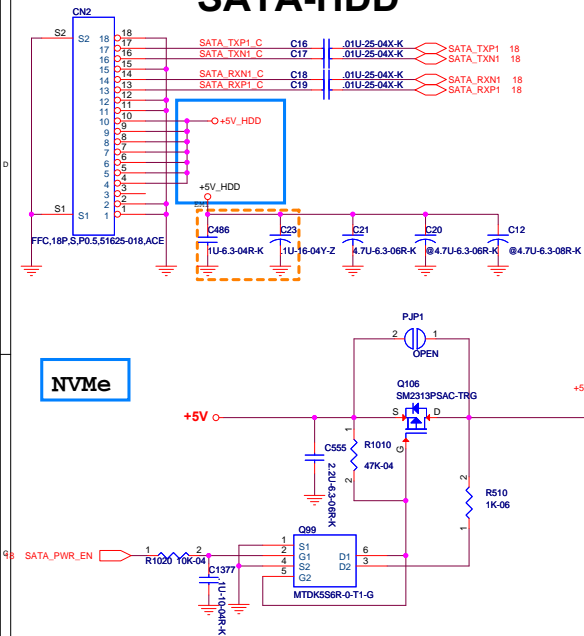 SATA-HDD
CN2
S2 S2 18 18
17 17 SATA_TXP1_C C16 .01U-25-04X-K SATA_TXP1 18
16 16 SATA_TXN1_C C17 .01U-25-04X-K SATA_TXN1 18
15 15
14 14 SATA_RXN1_C C18 .01U-25-04X-K SATA_RXN1 18
13 13 SATA_RXP1_C C19 .01U-25-04X-K SATA_RXP1 18
12 12
11 11
10 10 +5V_HDD
9 9
8 8
7 7
6 6
5 5
4 4
3 3
2 2
S1 S1 1 1
+5V_HDD
D
FFC,18P,S,P0.5,51625-018,ACE
C486 C23 C21 C20 C12
1U-6.3-04R-K .1U-16-04Y-Z 4.7U-6.3-06R-K @4.7U-6.3-06R-K @4.7U-6.3-08R-K
NVMe
PJP1
2 1
OPEN
Q106
SM2313PSAC-TRG
+5V S D +5
G
C555
2.2U-6.3-06R-K
1 R1010
47K-04
2
2 R510
1K-06
1
Q99
1 S1
2 G1 D1 6
4 S2 D2 3
5 G2
MTDK5S6R-0-T1-G
18 SATA_PWR_EN 1 2
R1020 10K-04
C1377
.1U-10-04R-K